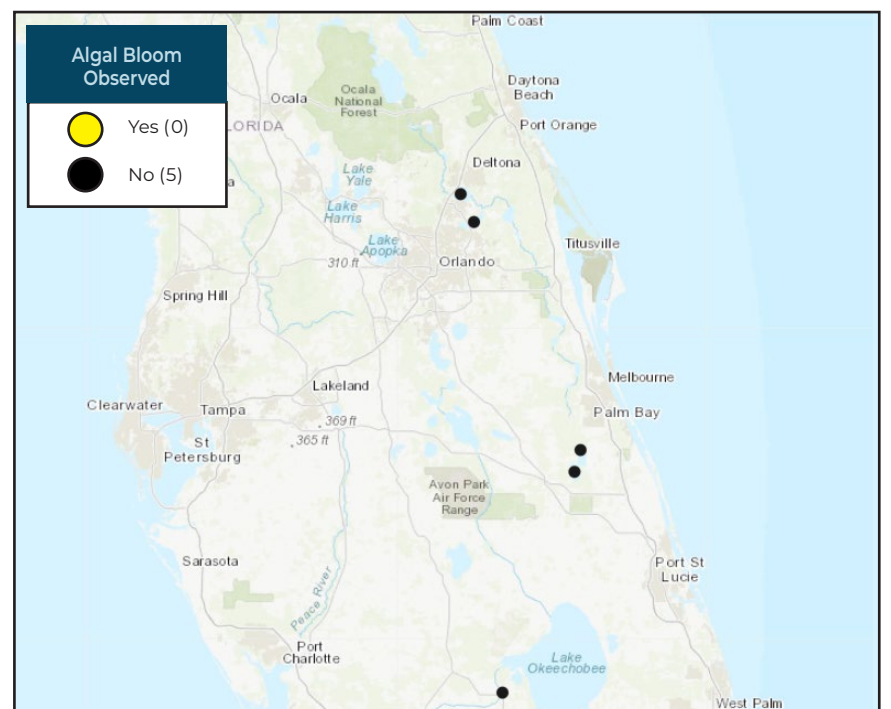 Palm Coast
Algal Bloom
Observed
Yes (0)
No (5)
Ocala
Ocala
National
Forest
Daytona
Beach
Port Orange
LORIDA
Deltona
Lake
Yale
a
Lake
Harris
Lake
Apopka
Titusville
310 ft
Orlando
Spring Hill
Melbourne
Lakeland
Clearwater
Tampa
Palm Bay
369 ft
365 ft
St
Petersburg
Avon Park
Air Force
Range
Sarasota
Port St
Lucie
Peace River
Port
Charlotte
Lake
Okeechobee
West Palm